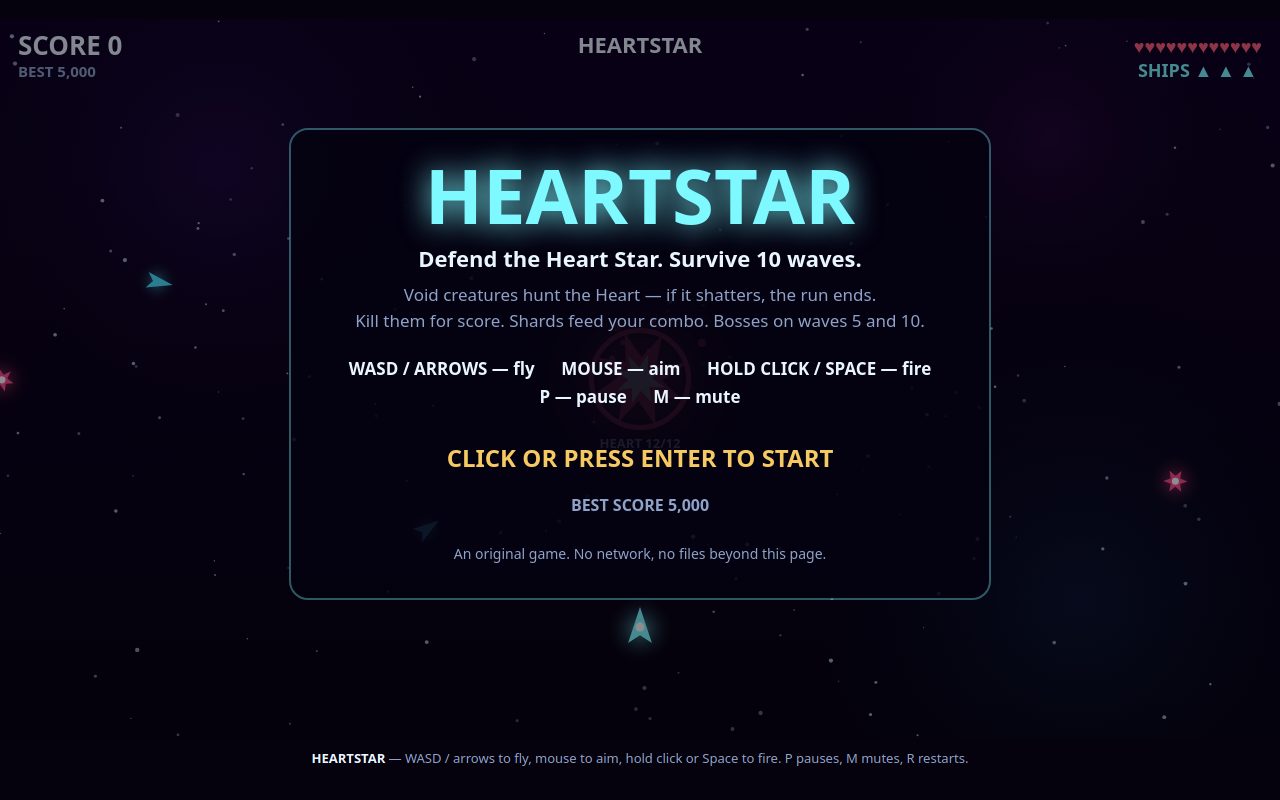 SCORE 0
BEST 5,000
HEARTSTAR
♥♥♥♥♥♥♥♥♥♥♥♥
SHIPS ▲ ▲ ▲
HEARTSTAR
Defend the Heart Star. Survive 10 waves.
Void creatures hunt the Heart — if it shatters, the run ends.
Kill them for score. Shards feed your combo. Bosses on waves 5 and 10.
WASD / ARROWS — fly MOUSE — aim HOLD CLICK / SPACE — fire
P — pause M — mute
HEART 12/12
CLICK OR PRESS ENTER TO START
BEST SCORE 5,000
An original game. No network, no files beyond this page.
HEARTSTAR — WASD / arrows to fly, mouse to aim, hold click or Space to fire. P pauses, M mutes, R restarts.